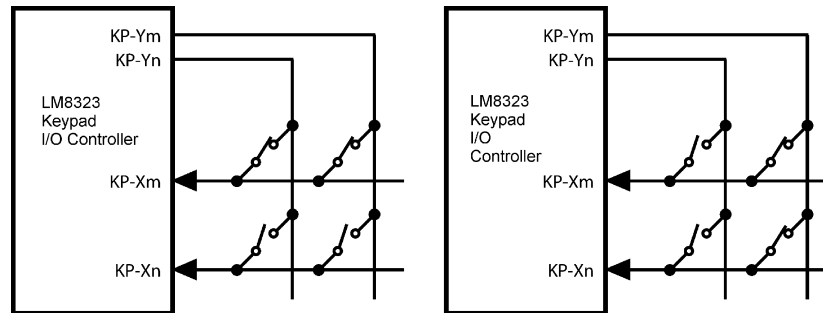 KP-Ym
KP-Yn
LM8323
Keypad
I/O Controller
KP-Xm
KP-Xn
KP-Ym
KP-Yn
LM8323
Keypad
I/O
Controller
KP-Xm
KP-Xn